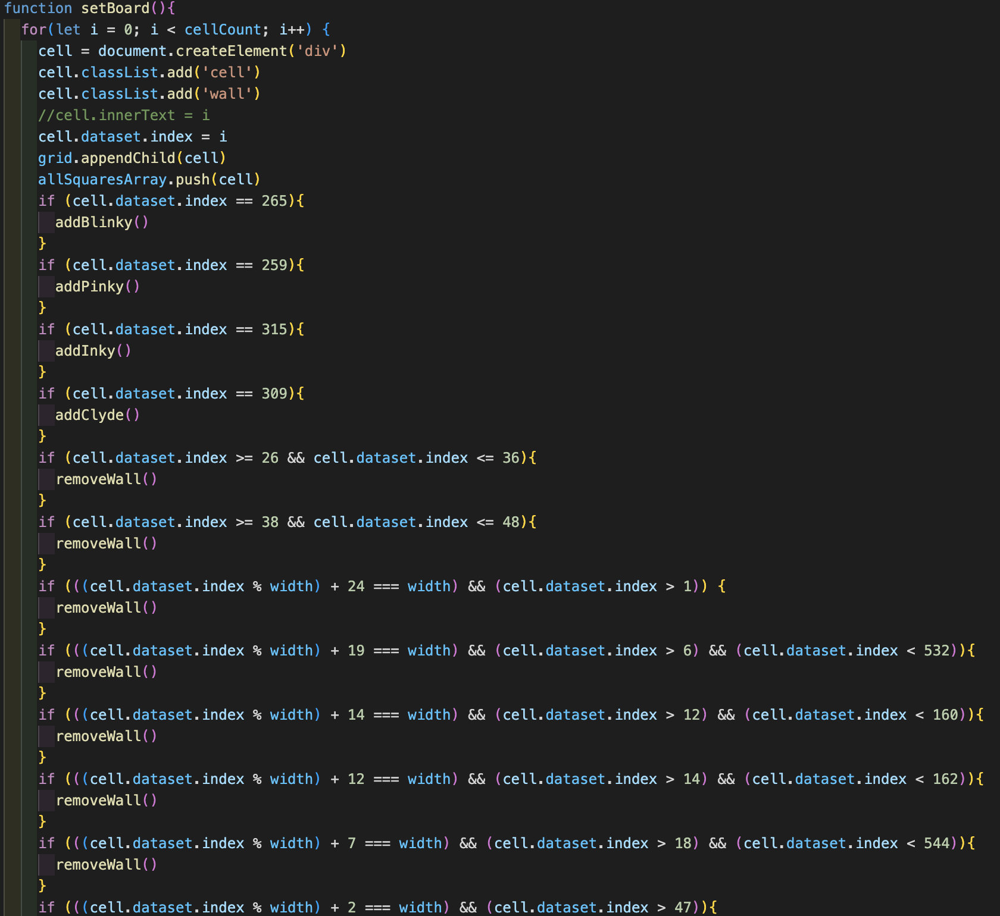 function setBoard(){
for(let i = 0; i < cellCount; i++) {
cell = document.createElement('div')
cell.classList.add('cell')
cell.classList.add('wall')
//cell.innerText = i
cell.dataset.index = i
grid.appendChild(cell)
allSquaresArray.push(cell)
if (cell.dataset.index == 265){
addBlinky()
}
if (cell.dataset.index == 259){
addPinky()
}
if (cell.dataset.index == 315){
addInky()
}
if (cell.dataset.index == 309){
addClyde()
}
if (cell.dataset.index >= 26 && cell.dataset.index <= 36){
removeWall()
}
if (cell.dataset.index >= 38 && cell.dataset.index <= 48){
removeWall()
}
if (((cell.dataset.index % width) + 24 === width) && (cell.dataset.index > 1)) {
removeWall()
}
if (((cell.dataset.index % width) + 19 === width) && (cell.dataset.index > 6) && (cell.dataset.index < 532)){
removeWall()
}
if (((cell.dataset.index % width) + 14 === width) && (cell.dataset.index > 12) && (cell.dataset.index < 160)){
removeWall()
}
if (((cell.dataset.index % width) + 12 === width) && (cell.dataset.index > 14) && (cell.dataset.index < 162)){
removeWall()
}
if (((cell.dataset.index % width) + 7 === width) && (cell.dataset.index > 18) && (cell.dataset.index < 544)){
removeWall()
}
if (((cell.dataset.index % width) + 2 === width) && (cell.dataset.index > 47)){